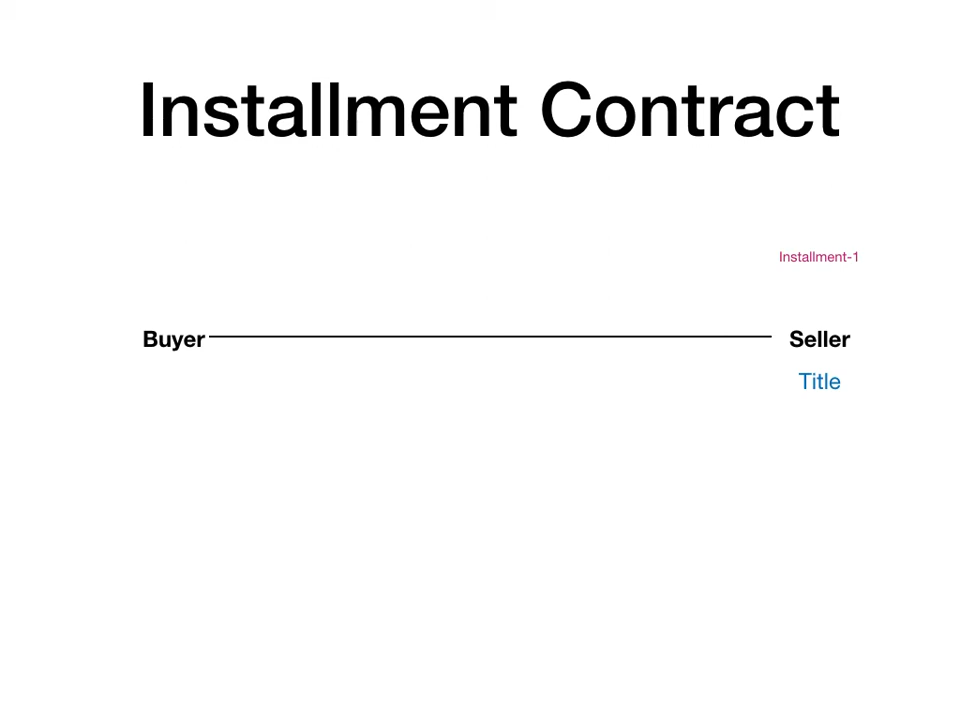 Installment Contract
Installment-1
Buyer
Seller
Title